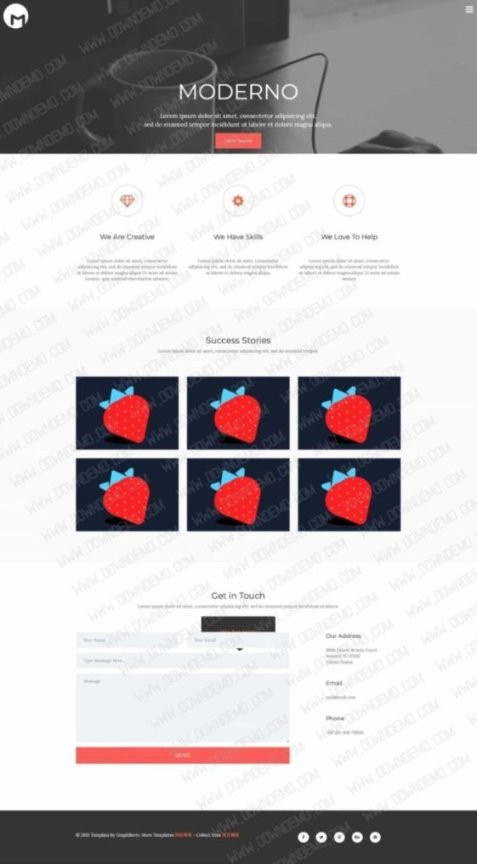 M
MODERNO
Lorem ipsum dolor sit amet, consectetur adipisicing elit,
sed do eiusmod tempor incididunt ut labore et dolore magna aliqua.
Get in Touch
We Are Creative
We Have Skills
We Love To Help
Lorem ipsum dolor sit amet, consectetur
adipisicing elit, sed do eiusmod tempor incididunt
ut labore et dolore magna aliqua. Ut enim ad minim
veniam, quis nostrud exercitation ullamco.
Lorem ipsum dolor sit amet, consectetur
adipisicing elit, sed do eiusmod tempor incididunt
ut labore et dolore magna aliqua.
Lorem ipsum dolor sit amet, consectetur
adipisicing elit, sed do eiusmod tempor incididunt
ut labore et dolore magna aliqua. Ut enim ad minim
veniam.
Success Stories
Lorem ipsum dolor sit amet, consectetur adipisicing elit, sed do eiusmod tempor
Get in Touch
Lorem ipsum dolor sit amet, consectetur adipisicing elit, sed do eiusmod tempor incididunt ut labore
Your Name
Your Email
Type Message Here...
Message
SEND
Our Address
United States
Email
Phone
© 2015 Template by GraphBerry. More Templates
- Collect from
WWW.DOWNDEMO.COM